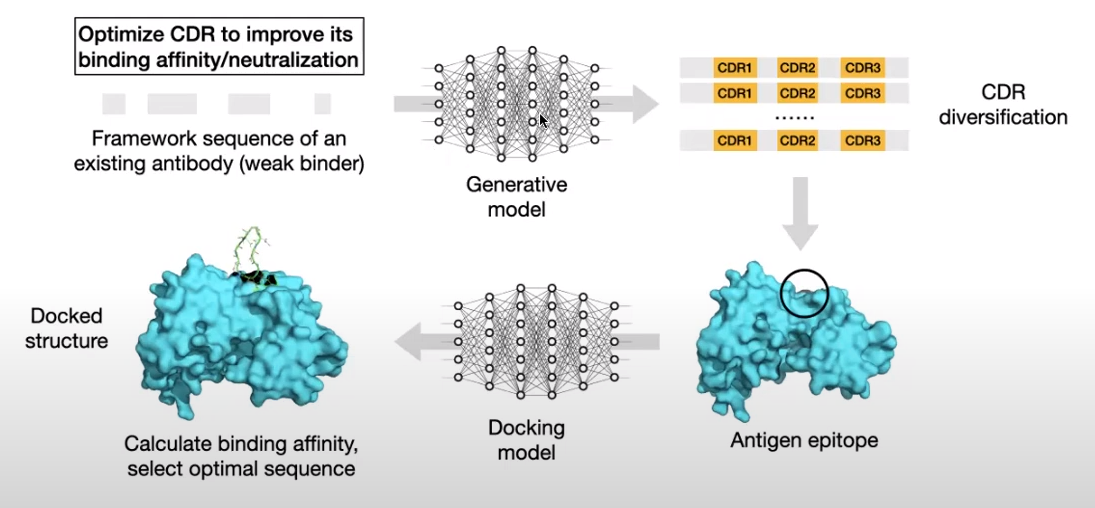 Optimize CDR to improve its
binding affinity/neutralization
Framework sequence of an
existing antibody (weak binder)
Generative
model
CDR1 CDR2 CDR3
CDR1 CDR2 CDR3
......
CDR1 CDR2 CDR3
CDR
diversification
Docked
structure
Calculate binding affinity,
select optimal sequence
Docking
model
Antigen epitope